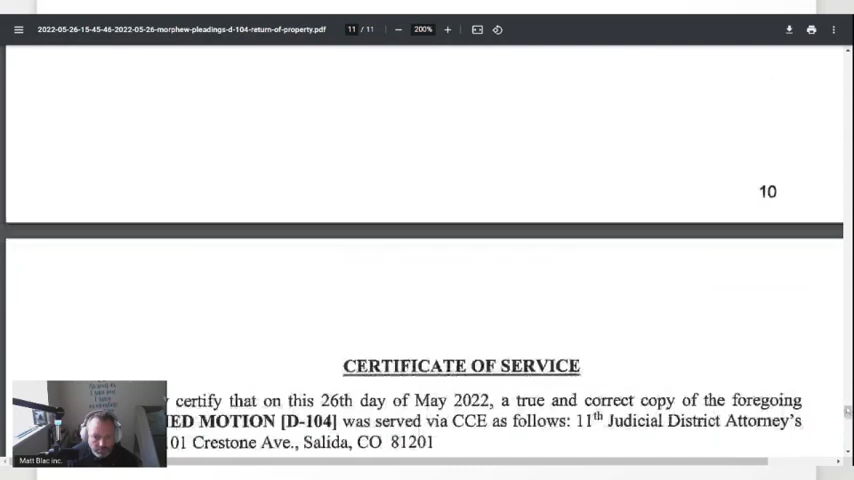 2022-05-26-15-45-46-2022-05-26-morphew-pleadings-d-104-return-of-property.pdf 11 / 11 200%
10
CERTIFICATE OF SERVICE
certify that on this 26th day of May 2022, a true and correct copy of the foregoing
MOTION [D-104] was served via CCE as follows: 11th Judicial District Attorney's
01 Crestone Ave., Salida, CO 81201
Matt Blac inc.